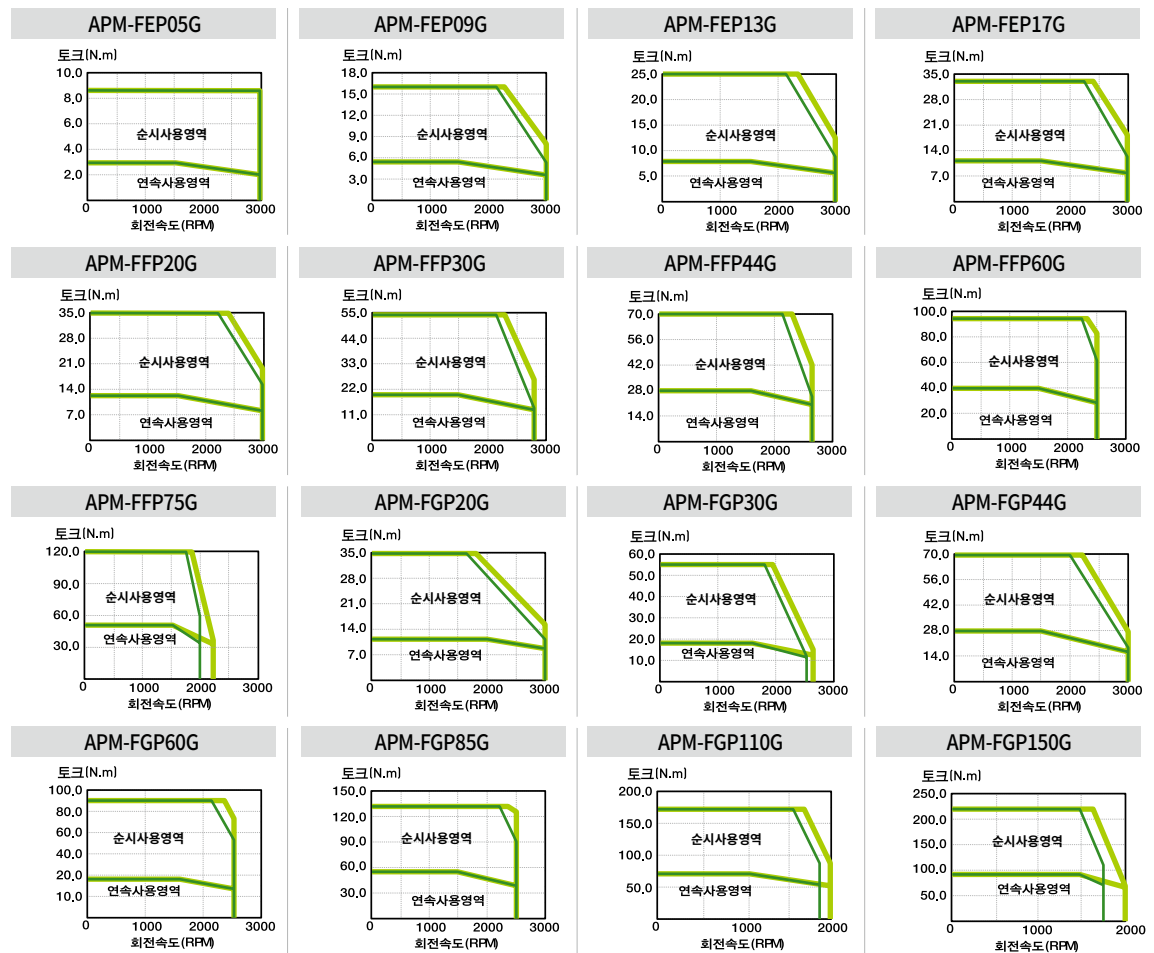 APM-FEP05G
토크(N.m)
10,0
8,0
6,0
4,0
2,0
순시사용영역
연속사용영역
0 1000 2000 3000
회전속도(RPM)
APM-FEP09G
토크(N.m)
18,0
15,0
12,0
9,0
6,0
3,0
순시사용영역
연속사용영역
0 1000 2000 3000
회전속도(RPM)
APM-FEP13G
토크(N.m)
25,0
20,0
15,0
10,0
5,0
순시사용영역
연속사용영역
0 1000 2000 3000
회전속도(RPM)
APM-FEP17G
토크(N.m)
35,0
28,0
21,0
14,0
7,0
순시사용영역
연속사용영역
0 1000 2000 3000
회전속도(RPM)
APM-FFP20G
토크(N.m)
35,0
28,0
21,0
14,0
7,0
순시사용영역
연속사용영역
0 1000 2000 3000
회전속도(RPM)
APM-FFP30G
토크(N.m)
55,0
44,0
33,0
22,0
11,0
순시사용영역
연속사용영역
0 1000 2000 3000
회전속도(RPM)
APM-FFP44G
토크(N.m)
70,0
56,0
42,0
28,0
14,0
순시사용영역
연속사용영역
0 1000 2000 3000
회전속도(RPM)
APM-FFP60G
토크(N.m)
100,0
80,0
60,0
40,0
20,0
순시사용영역
연속사용영역
0 1000 2000 3000
회전속도(RPM)
APM-FFP75G
토크(N.m)
120,0
90,0
60,0
30,0
순시사용영역
연속사용영역
0 1000 2000 3000
회전속도(RPM)
APM-FGP20G
토크(N.m)
35,0
28,0
21,0
14,0
7,0
순시사용영역
연속사용영역
0 1000 2000 3000
회전속도(RPM)
APM-FGP30G
토크(N.m)
60,0
50,0
40,0
30,0
20,0
10,0
순시사용영역
연속사용영역
0 1000 2000 3000
회전속도(RPM)
APM-FGP44G
토크(N.m)
70,0
56,0
42,0
28,0
14,0
순시사용영역
연속사용영역
0 1000 2000 3000
회전속도(RPM)
APM-FGP60G
토크(N.m)
100,0
80,0
60,0
40,0
20,0
10,0
순시사용영역
연속사용영역
0 1000 2000 3000
회전속도(RPM)
APM-FGP85G
토크(N.m)
150,0
120,0
90,0
60,0
30,0
순시사용영역
연속사용영역
0 1000 2000 3000
회전속도(RPM)
APM-FGP110G
토크(N.m)
200,0
150,0
100,0
50,0
순시사용영역
연속사용영역
0 1000 2000
회전속도(RPM)
APM-FGP150G
토크(N.m)
250,0
200,0
150,0
100,0
50,0
순시사용영역
연속사용영역
0 1000 2000
회전속도(RPM)